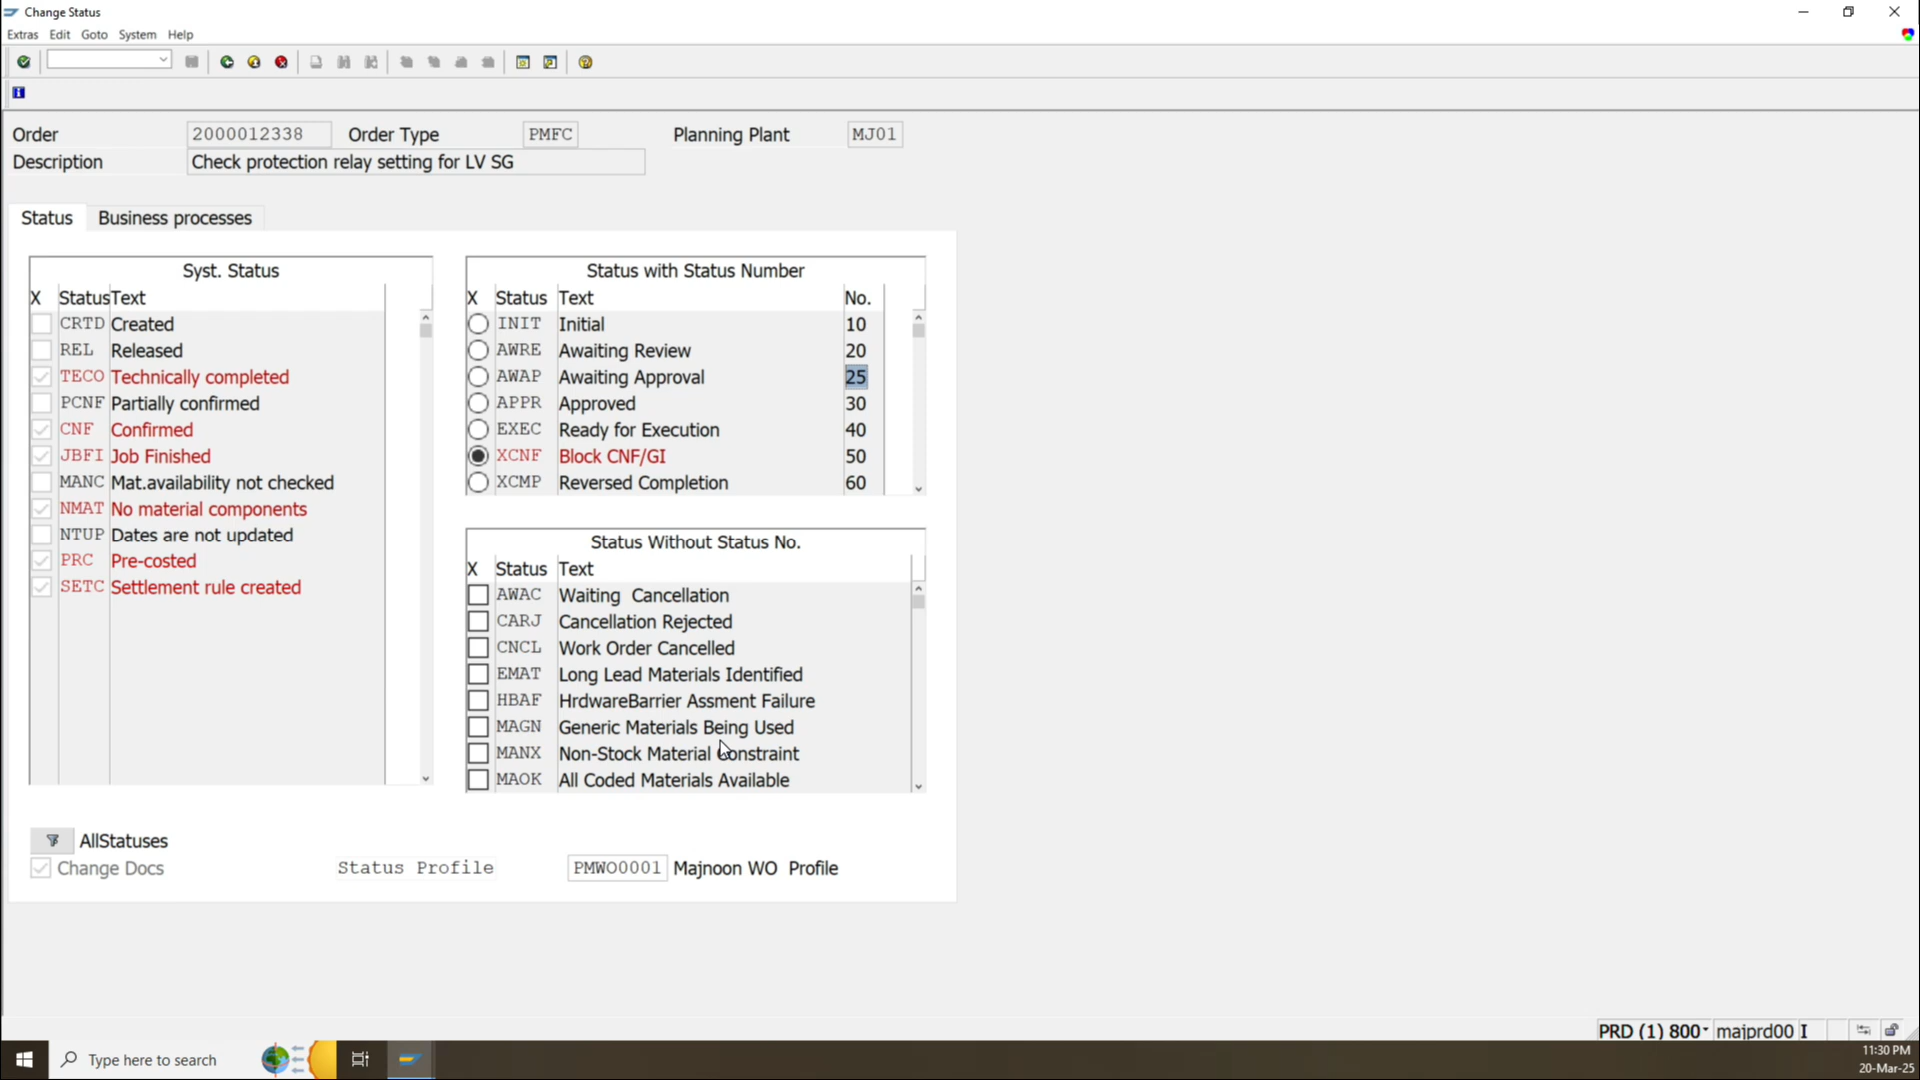 Change Status
Extras Edit Goto System Help
Order 2000012338 Order Type PMFC Planning Plant MJ01
Description Check protection relay setting for LV SG
Status Business processes
Syst. Status
X Status Text
CRTD Created
REL Released
TECO Technically completed
PCNF Partially confirmed
CNF Confirmed
JBFI Job Finished
MANC Mat.availability not checked
NMAT No material components
NTUP Dates are not updated
PRC Pre-costed
SETC Settlement rule created
Status with Status Number
X Status Text No.
INIT Initial 10
AWRE Awaiting Review 20
AWAP Awaiting Approval 25
APPR Approved 30
EXEC Ready for Execution 40
XCNF Block CNF/GI 50
XCMP Reversed Completion 60
Status Without Status No.
X Status Text
AWAC Waiting Cancellation
CARJ Cancellation Rejected
CNCL Work Order Cancelled
EMAT Long Lead Materials Identified
HBAF HrdwareBarrier Assment Failure
MAGN Generic Materials Being Used
MANX Non-Stock Material Constraint
MAOK All Coded Materials Available
AllStatuses
Change Docs Status Profile PMWO0001 Majnoon WO Profile
PRD (1) 800 majprd00 I
Type here to search
11:30 PM
20-Mar-25